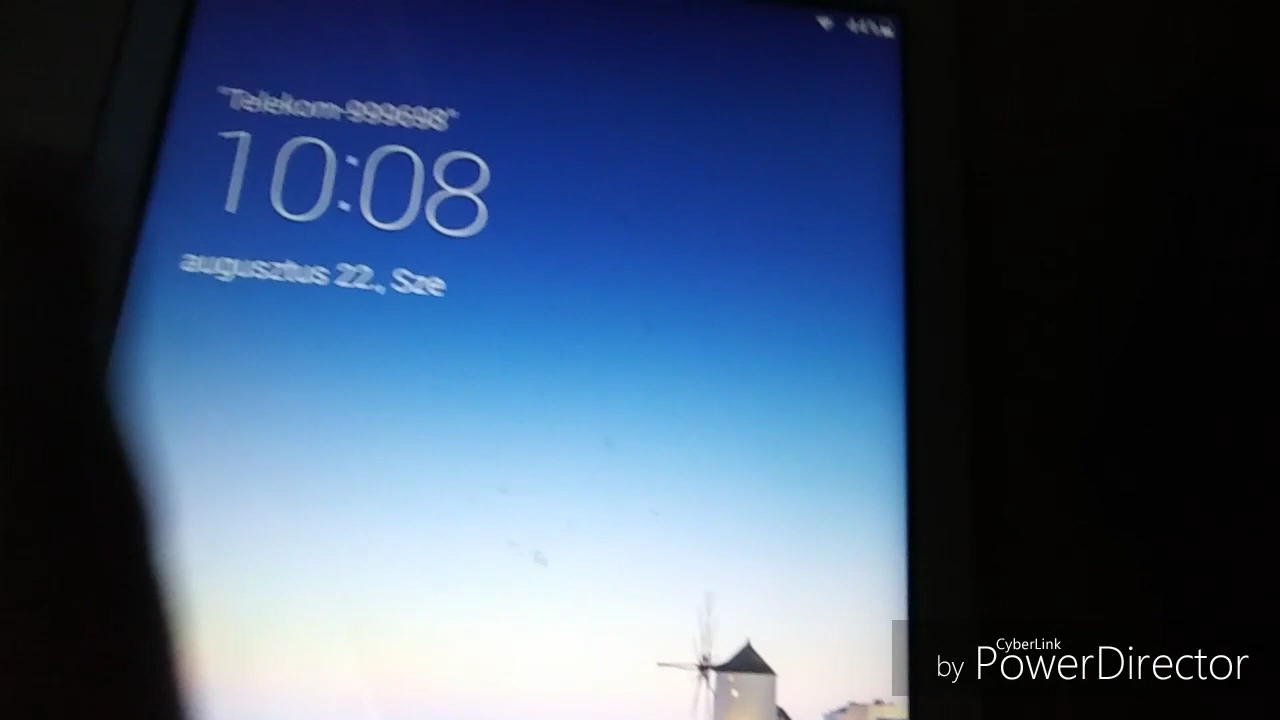 "Telekom-999698"
10:08
augusztus 22., Sze
CyberLink
by PowerDirector